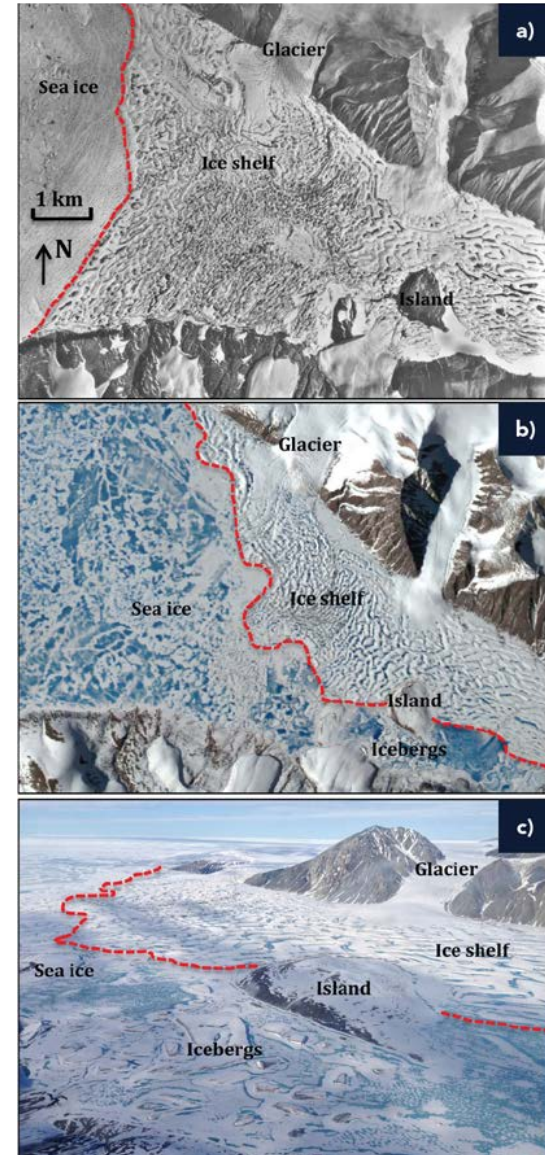 a)
Glacier
Sea ice
Ice shelf
1 km
N
Island
b)
Glacier
Sea ice
Ice shelf
Island
Icebergs
c)
Glacier
Ice shelf
Sea ice
Island
Icebergs